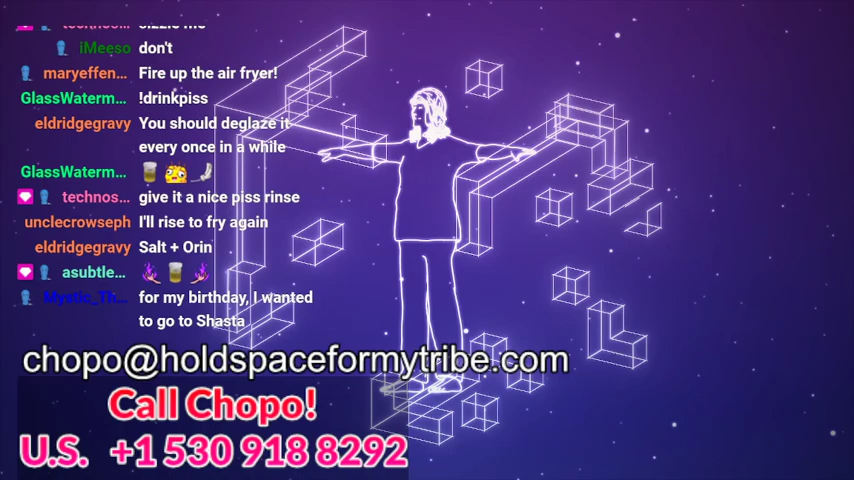 iMeeso don't
maryeffen... Fire up the air fryer!
GlassWaterm... !drinkpiss
eldridgegravy You should deglaze it
every once in a while
GlassWaterm...
technos... give it a nice piss rinse
unclecrowseph I'll rise to fry again
eldridgegravy Salt + Orin
asubtle...
Mystic_Th... for my birthday, I wanted
to go to Shasta
chopo@holdspaceformytribe.com
Call Chopo!
U.S. +1 530 918 8292